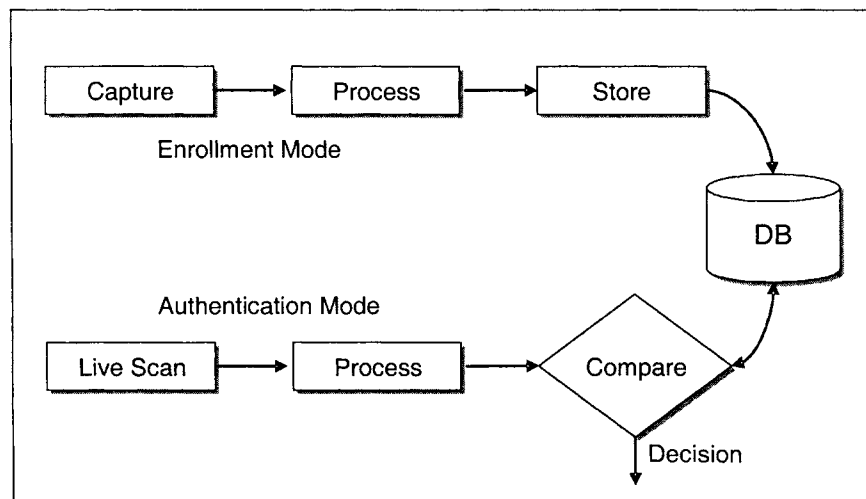 Capture
Process
Store
Enrollment Mode
DB
Authentication Mode
Live Scan
Process
Compare
Decision